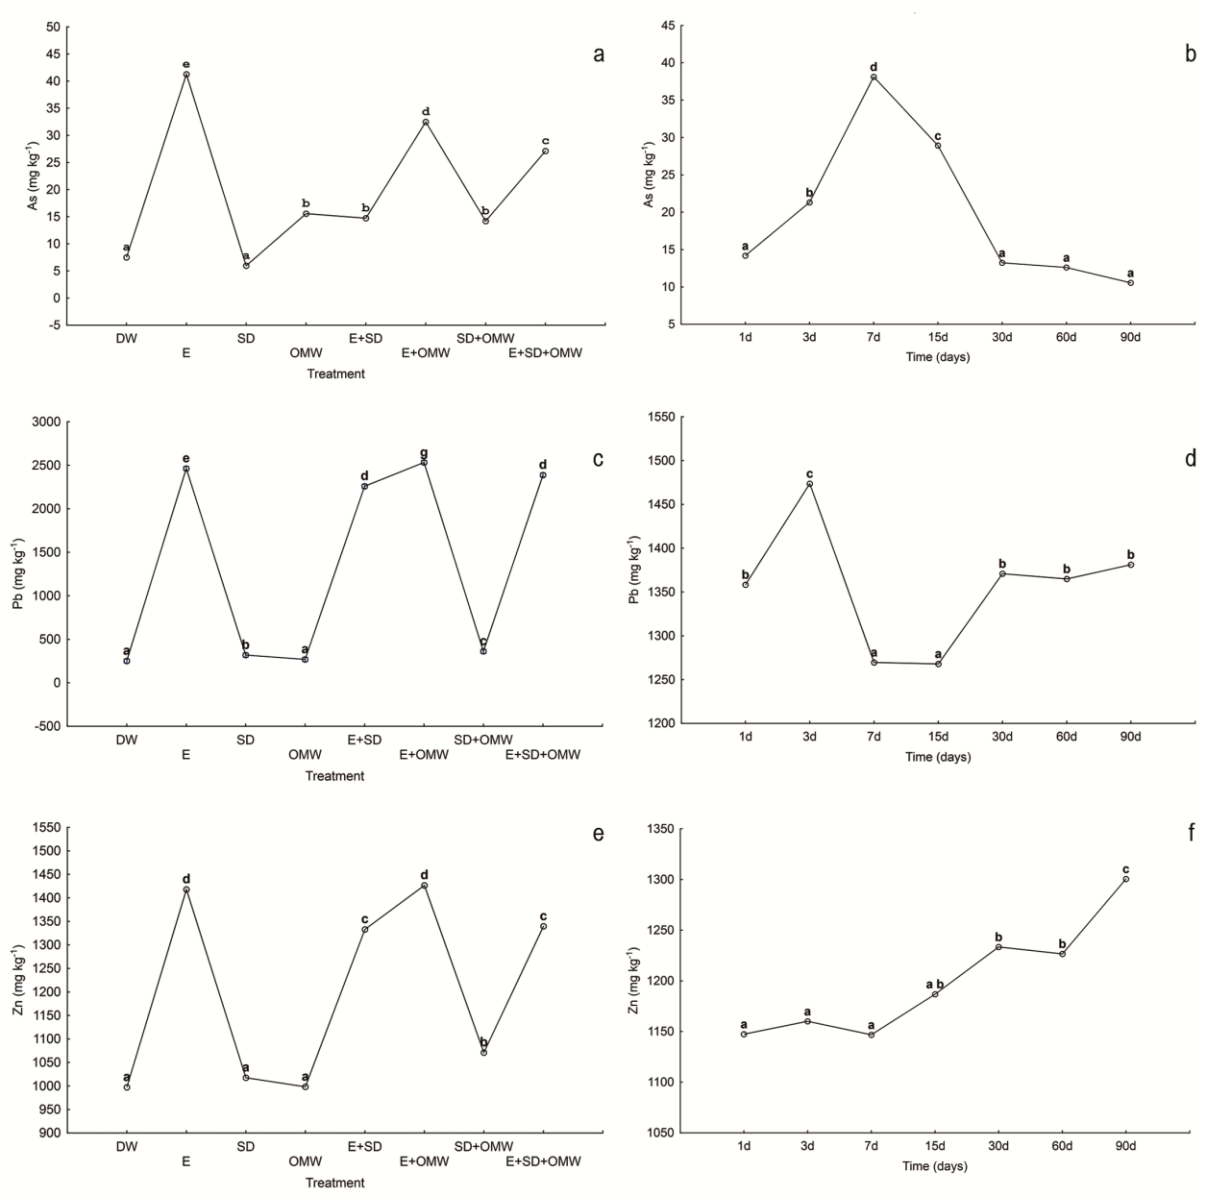 a
As (mg kg-1)
50
45
40
35
30
25
20
15
10
5
0
-5
a
e
a
b
b
d
b
c
DW
E
SD
OMW
E+SD
E+OMW
SD+OMW
E+SD+OMW
Treatment
b
As (mg kg-1)
45
40
35
30
25
20
15
10
5
a
b
d
c
a
a
a
1d
3d
7d
15d
30d
60d
90d
Time (days)
c
Pb (mg kg-1)
3000
2500
2000
1500
1000
500
0
-500
a
e
b
a
d
g
c
d
DW
E
SD
OMW
E+SD
E+OMW
SD+OMW
E+SD+OMW
Treatment
d
Pb (mg kg-1)
1550
1500
1450
1400
1350
1300
1250
1200
b
c
a
a
b
b
b
1d
3d
7d
15d
30d
60d
90d
Time (days)
e
Zn (mg kg-1)
1550
1500
1450
1400
1350
1300
1250
1200
1150
1100
1050
1000
950
900
a
d
a
a
c
d
b
c
DW
E
SD
OMW
E+SD
E+OMW
SD+OMW
E+SD+OMW
Treatment
f
Zn (mg kg-1)
1350
1300
1250
1200
1150
1100
1050
a
a
a
a b
b
b
c
1d
3d
7d
15d
30d
60d
90d
Time (days)